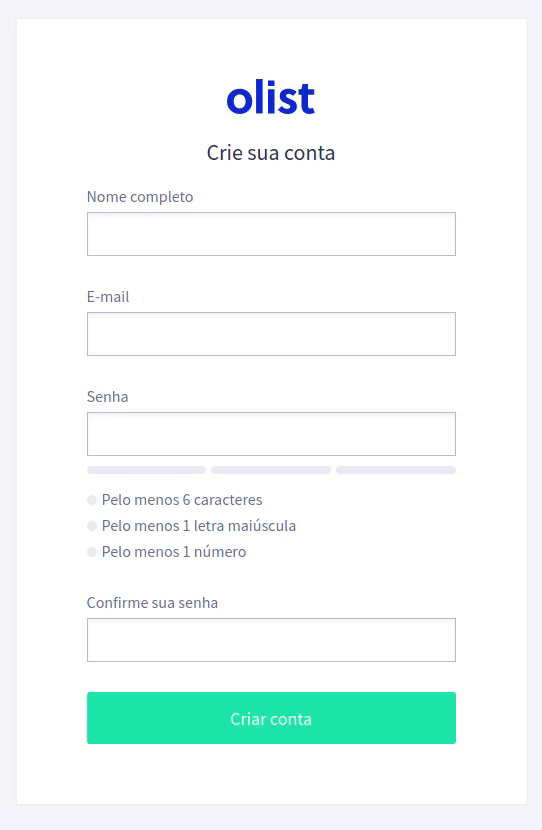 olist
Crie sua conta
Nome completo
E-mail
Senha
Pelo menos 6 caracteres
Pelo menos 1 letra maiúscula
Pelo menos 1 número
Confirme sua senha
Criar conta